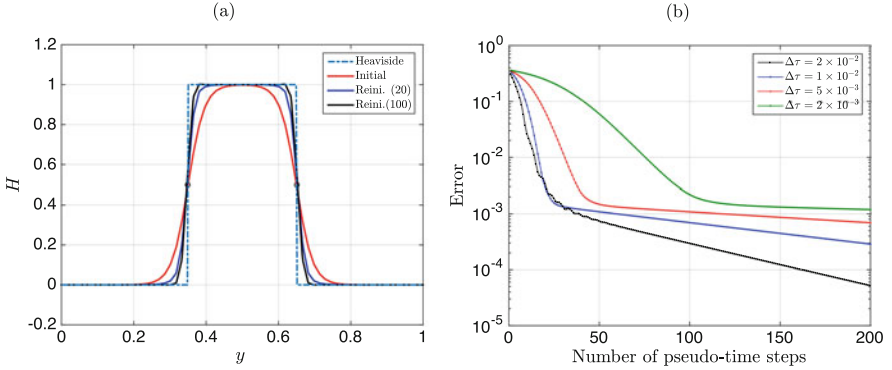 (a)
1.2
1
0.8
0.6
0.4
0.2
0
-0.2
H
0 0.2 0.4 0.6 0.8 1
y
Heaviside
Initial
Reini. (20)
Reini.(100)
(b)
10^0
10^-1
10^-2
10^-3
10^-4
10^-5
Error
0 50 100 150 200
Number of pseudo-time steps
Δτ = 2 × 10^-2
Δτ = 1 × 10^-2
Δτ = 5 × 10^-3
Δτ = 2 × 10^-3